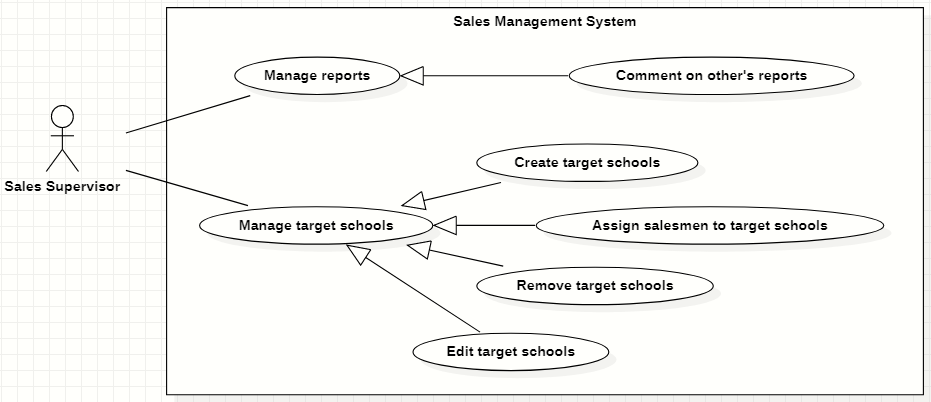 Sales Management System
Manage reports
Comment on other's reports
Sales Supervisor
Create target schools
Manage target schools
Assign salesmen to target schools
Remove target schools
Edit target schools